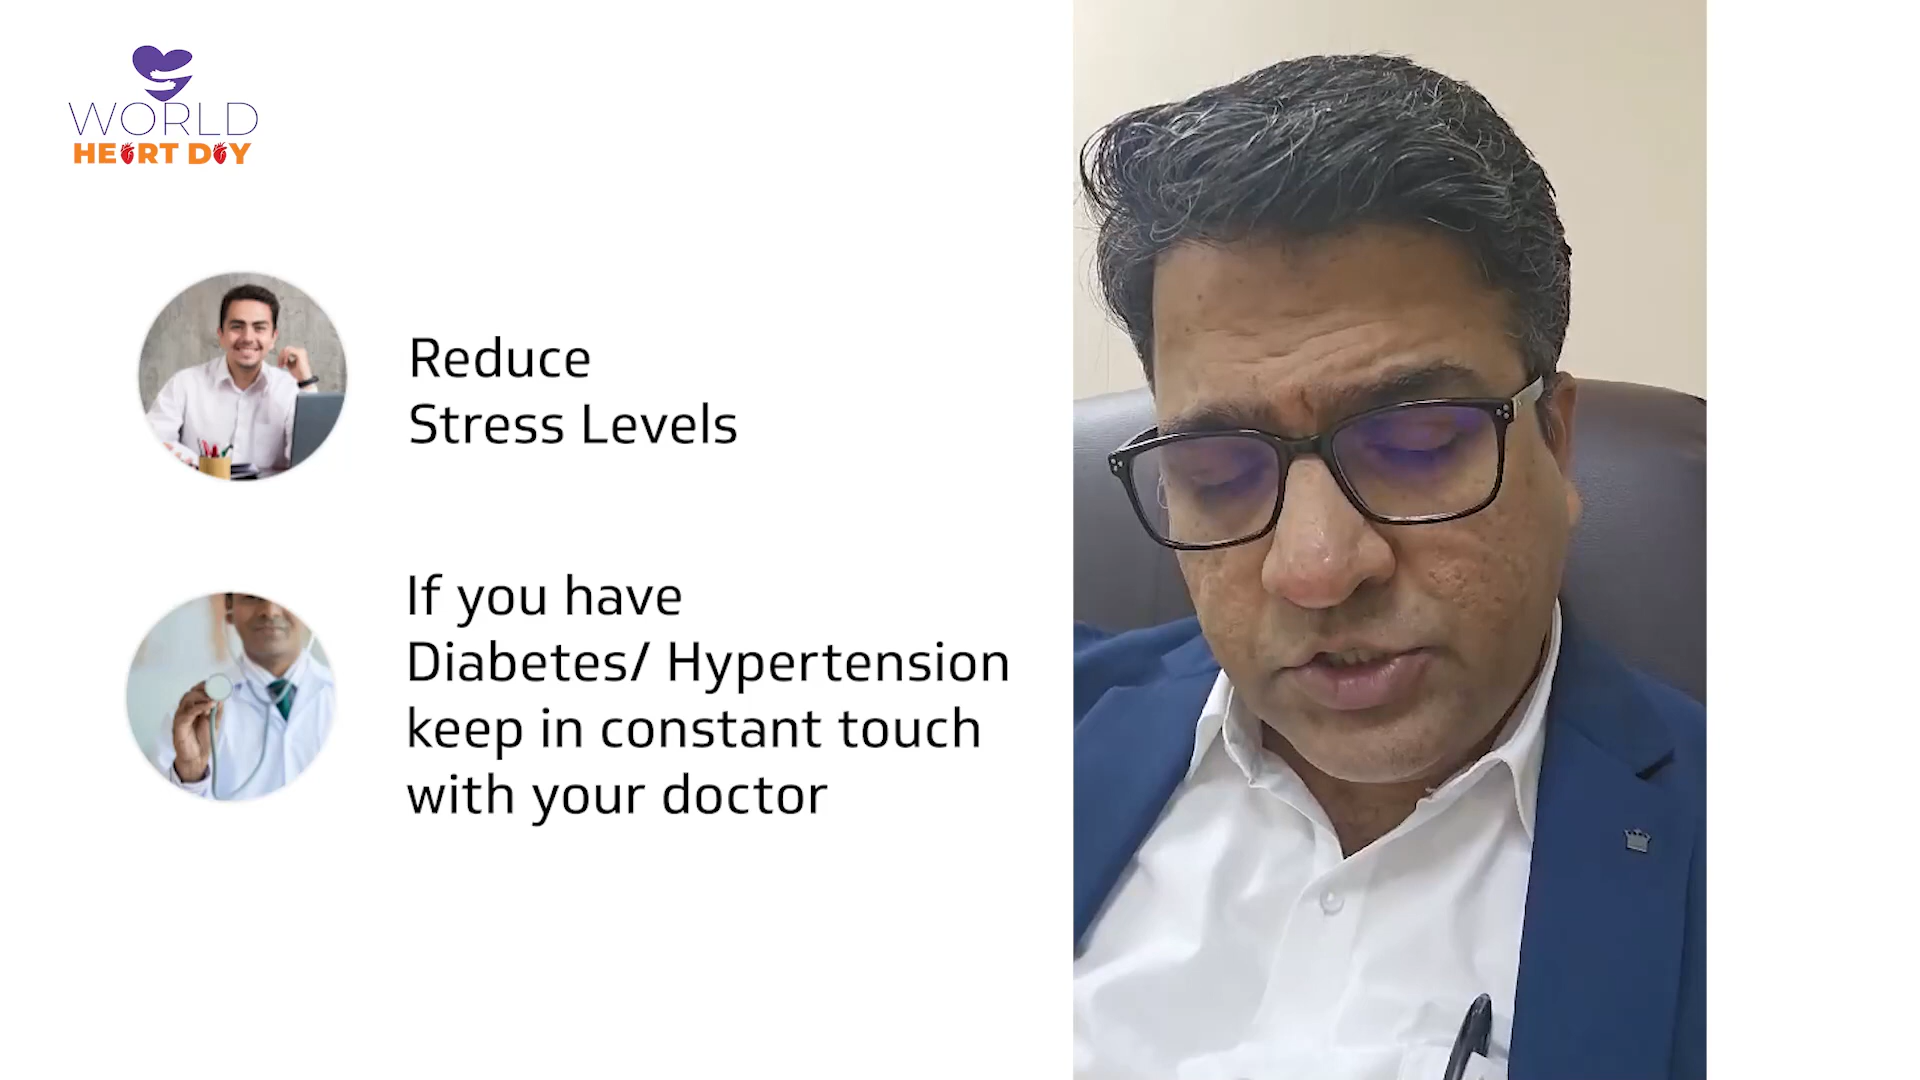 WORLD
HEART DAY
Reduce
Stress Levels
If you have
Diabetes/ Hypertension
keep in constant touch
with your doctor